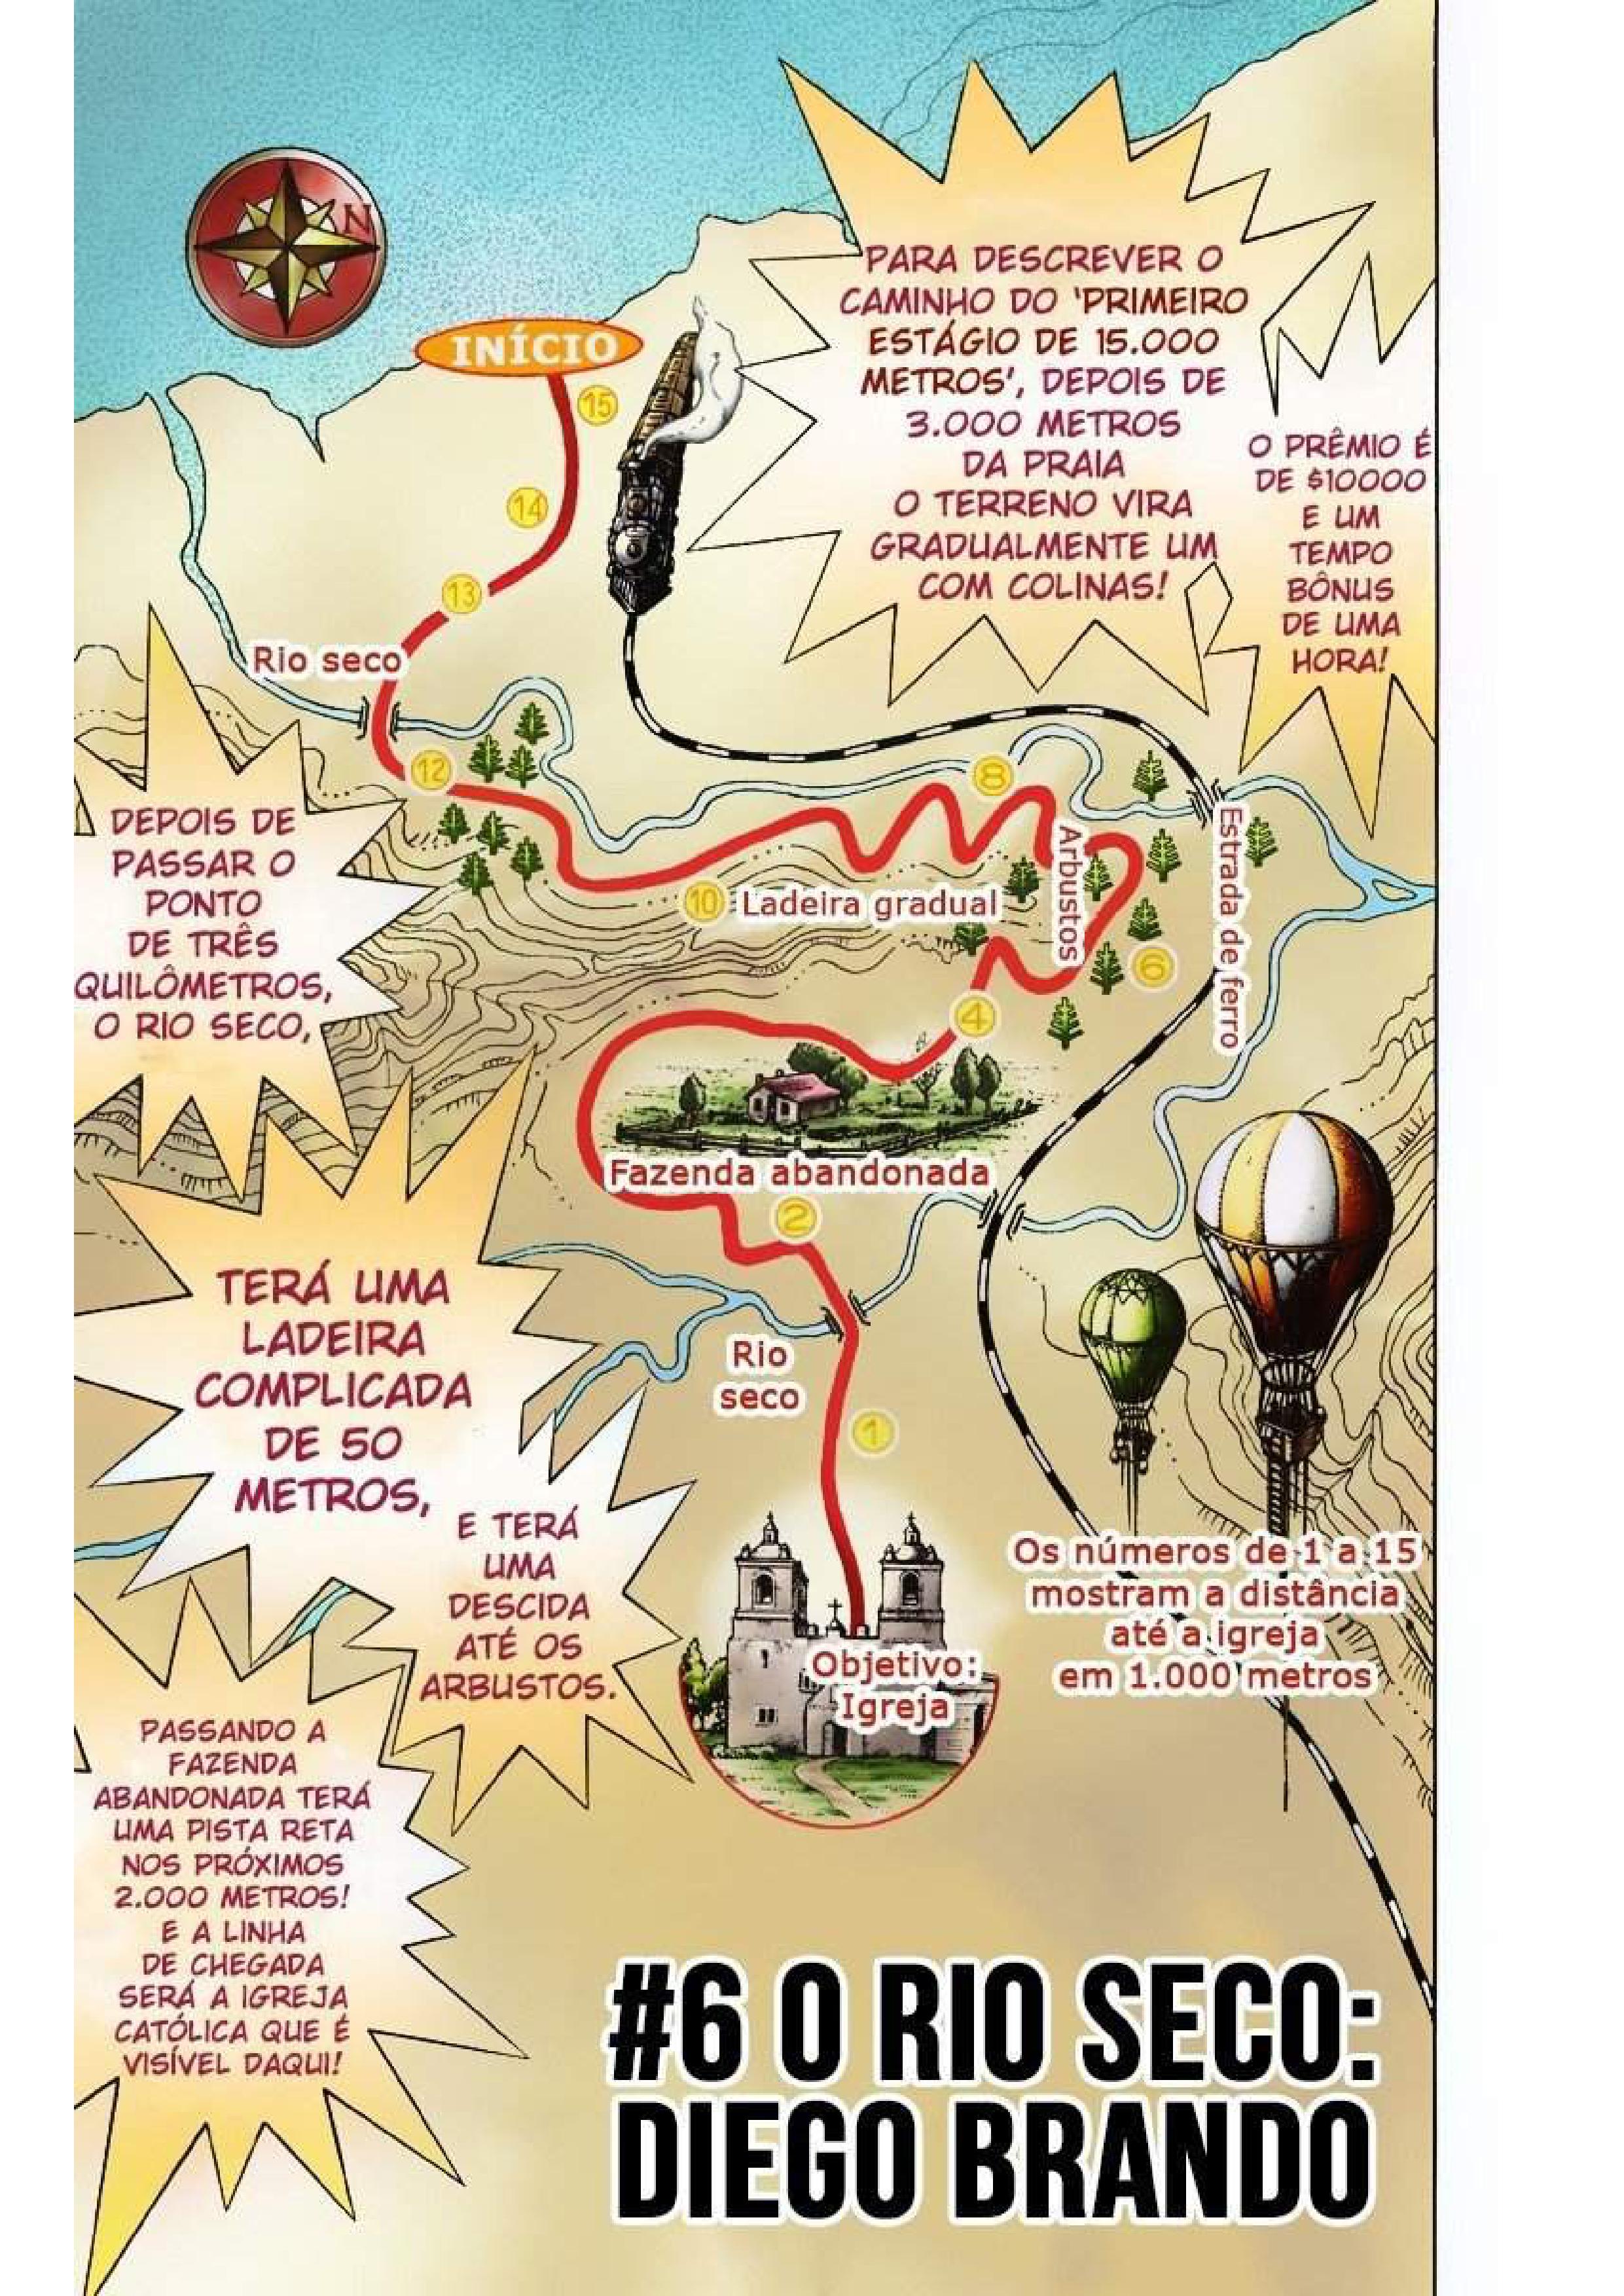 N
INÍCIO
15
PARA DESCREVER O
CAMINHO DO 'PRIMEIRO
ESTÁGIO DE 15.000
METROS', DEPOIS DE
3.000 METROS
DA PRAIA
O TERRENO VIRA
GRADUALMENTE UM
COM COLINAS!
O PRÊMIO É
DE $10000
E UM
TEMPO
BÔNUS
DE UMA
HORA!
14
13
Rio seco
12
8
DEPOIS DE
PASSAR O
PONTO
DE TRÊS
QUILÔMETROS,
O RIO SECO,
10
Ladeira gradual
Arbustos
Estrada de ferro
6
4
Fazenda abandonada
2
TERÁ UMA
LADEIRA
COMPLICADA
DE 50
METROS,
Rio
seco
1
E TERÁ
UMA
DESCIDA
ATÉ OS
ARBUSTOS.
Os números de 1 a 15
mostram a distância
até a igreja
em 1.000 metros
Objetivo:
Igreja
PASSANDO A
FAZENDA
ABANDONADA TERÁ
UMA PISTA RETA
NOS PRÓXIMOS
2.000 METROS!
E A LINHA
DE CHEGADA
SERÁ A IGREJA
CATÓLICA QUE É
VISÍVEL DAQUI!
#6 O RIO SECO:
DIEGO BRANDO